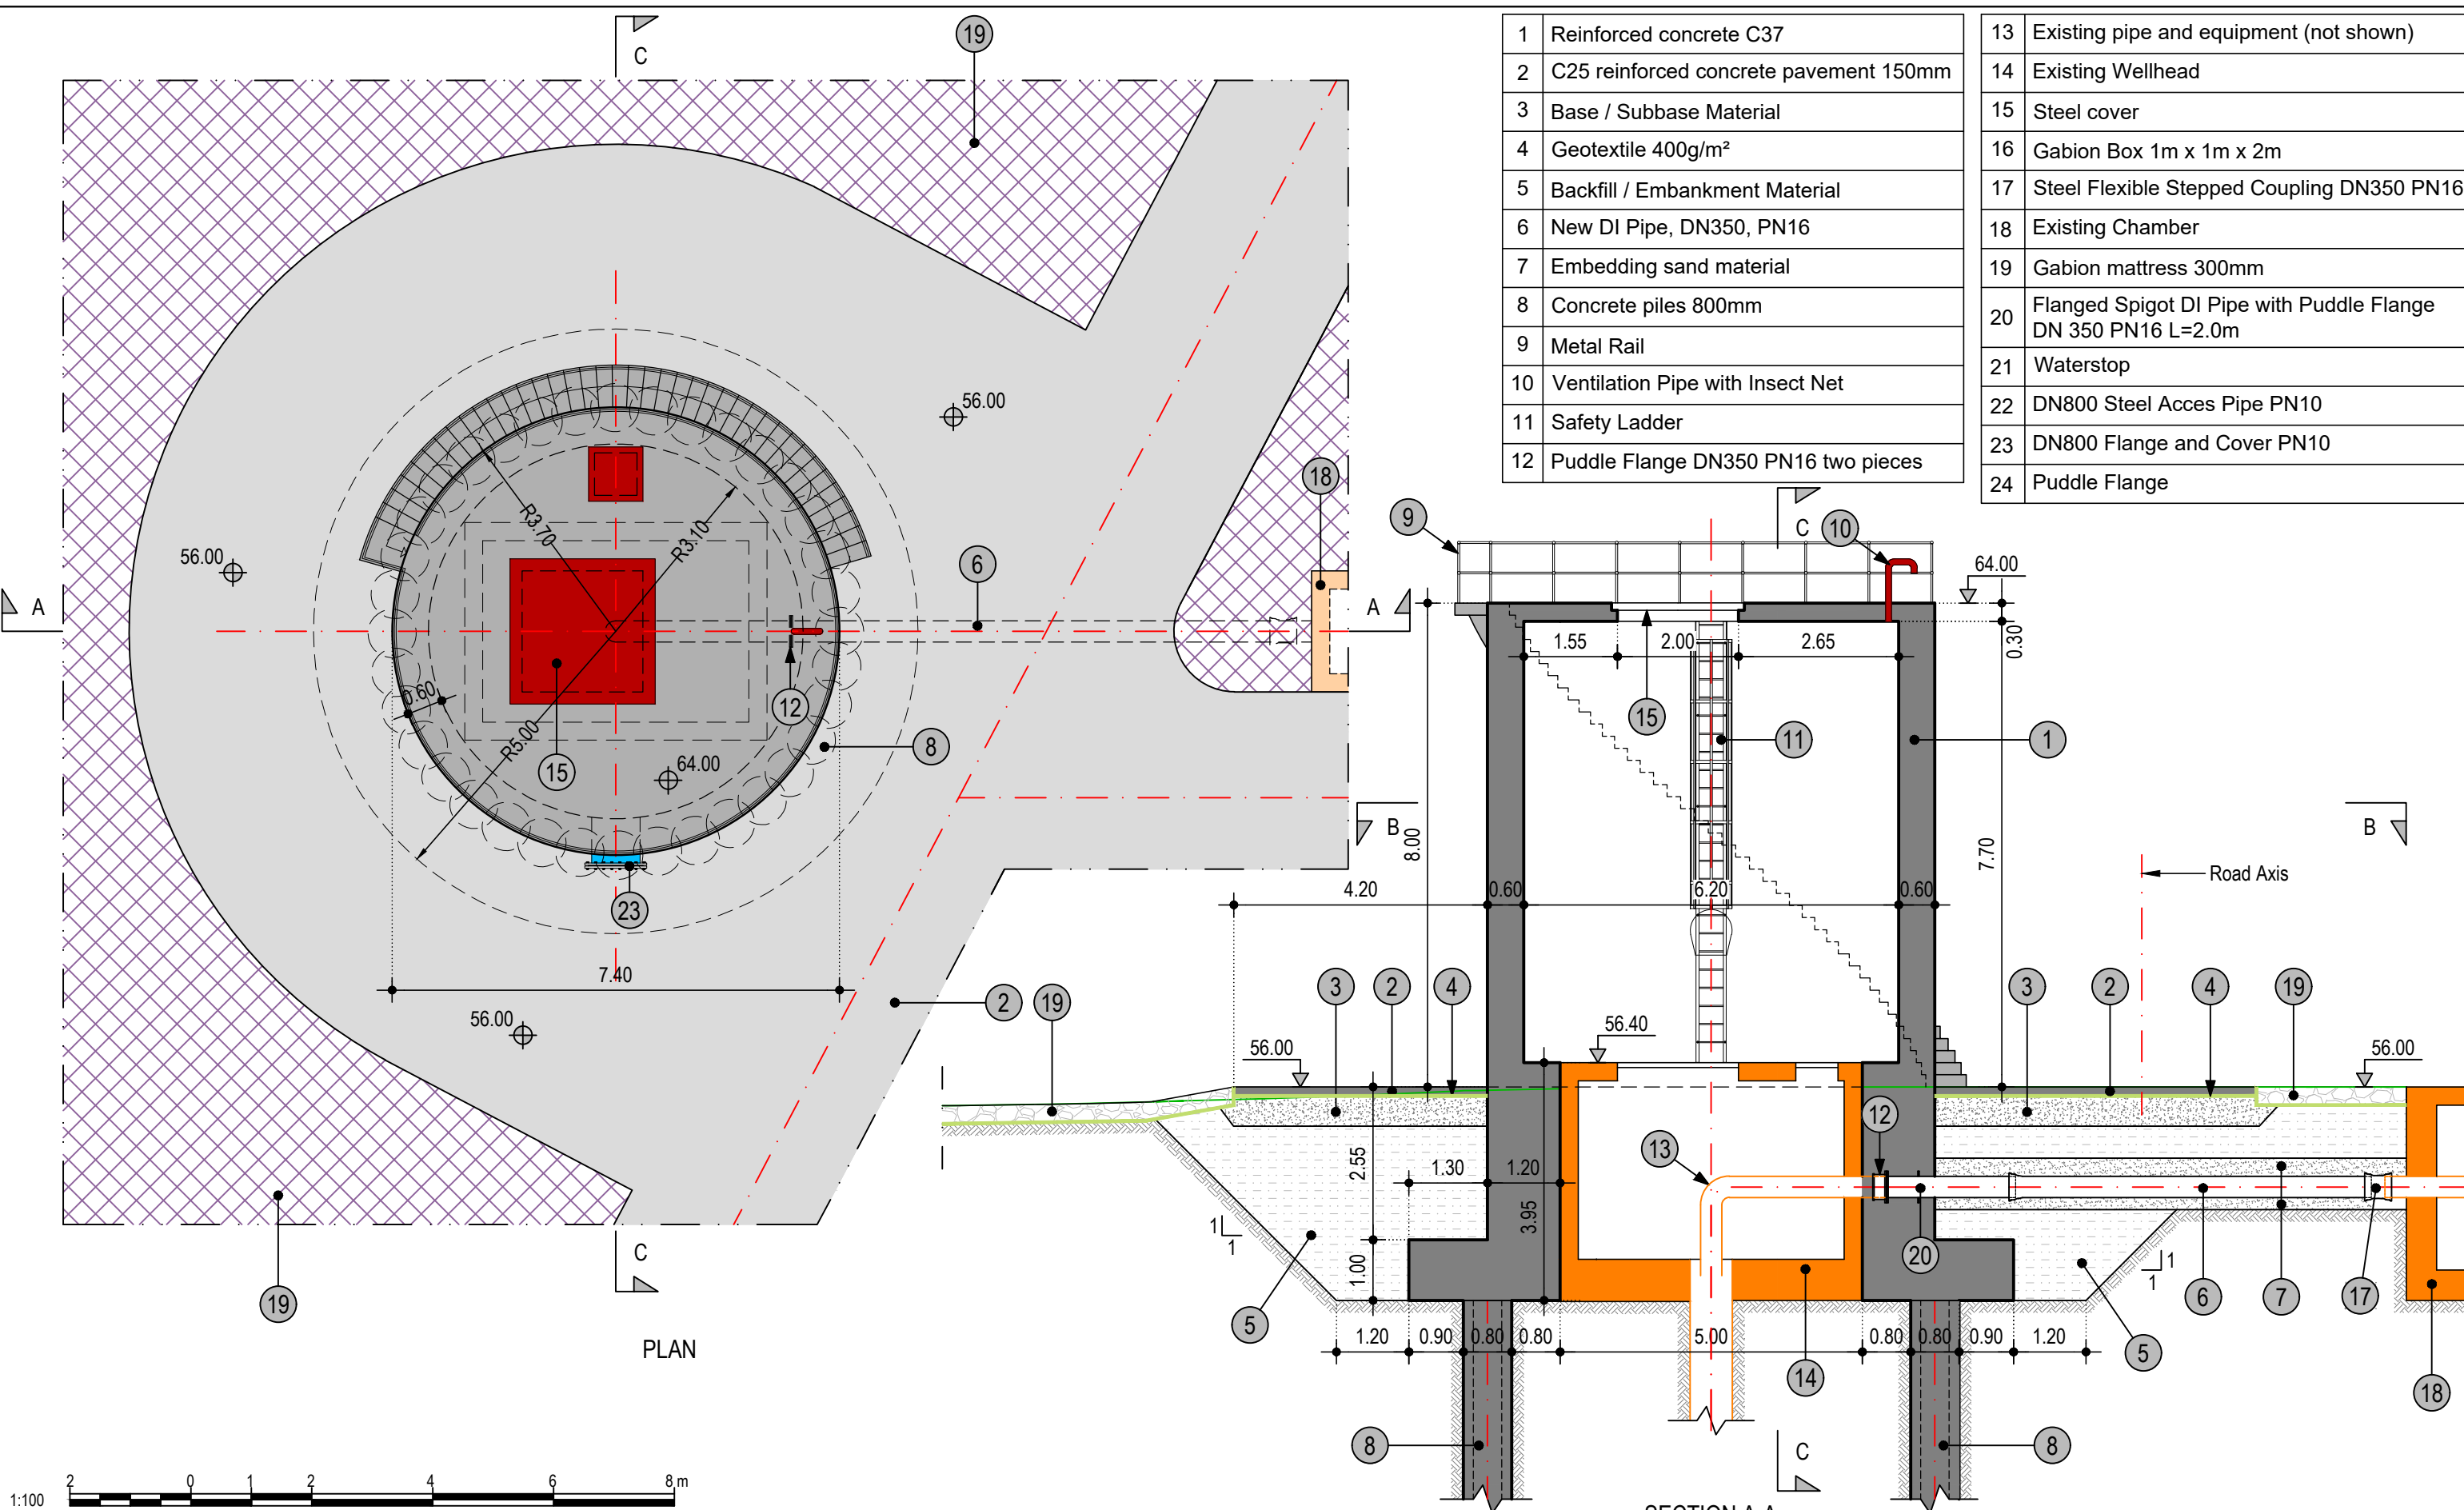 1 Reinforced concrete C37
2 C25 reinforced concrete pavement 150mm
3 Base / Subbase Material
4 Geotextile 400g/m²
5 Backfill / Embankment Material
6 New DI Pipe, DN350, PN16
7 Embedding sand material
8 Concrete piles 800mm
9 Metal Rail
10 Ventilation Pipe with Insect Net
11 Safety Ladder
12 Puddle Flange DN350 PN16 two pieces
13 Existing pipe and equipment (not shown)
14 Existing Wellhead
15 Steel cover
16 Gabion Box 1m x 1m x 2m
17 Steel Flexible Stepped Coupling DN350 PN16
18 Existing Chamber
19 Gabion mattress 300mm
20 Flanged Spigot DI Pipe with Puddle Flange
DN 350 PN16 L=2.0m
21 Waterstop
22 DN800 Steel Acces Pipe PN10
23 DN800 Flange and Cover PN10
24 Puddle Flange
C
19
56.00
18
56.00
R3.70
R3.10
6
A
A
0.60
12
R5.00
15
64.00
8
23
7.40
2
56.00
19
C
PLAN
1:100
2 0 1 2 4 6 8 m
9
C
10
64.00
1.55
2.00
2.65
0.30
15
11
1
B
B
8.00
7.70
Road Axis
4.20
0.60
6.20
0.60
19
3
2
4
3
2
4
19
56.00
56.40
56.00
12
13
2.55
1.30
1.20
3.95
1
1
1.00
20
1
1
5
6
7
17
1.20
0.90
0.80
0.80
5.00
0.80
0.80
0.90
1.20
5
14
18
8
C
8
SECTION A-A